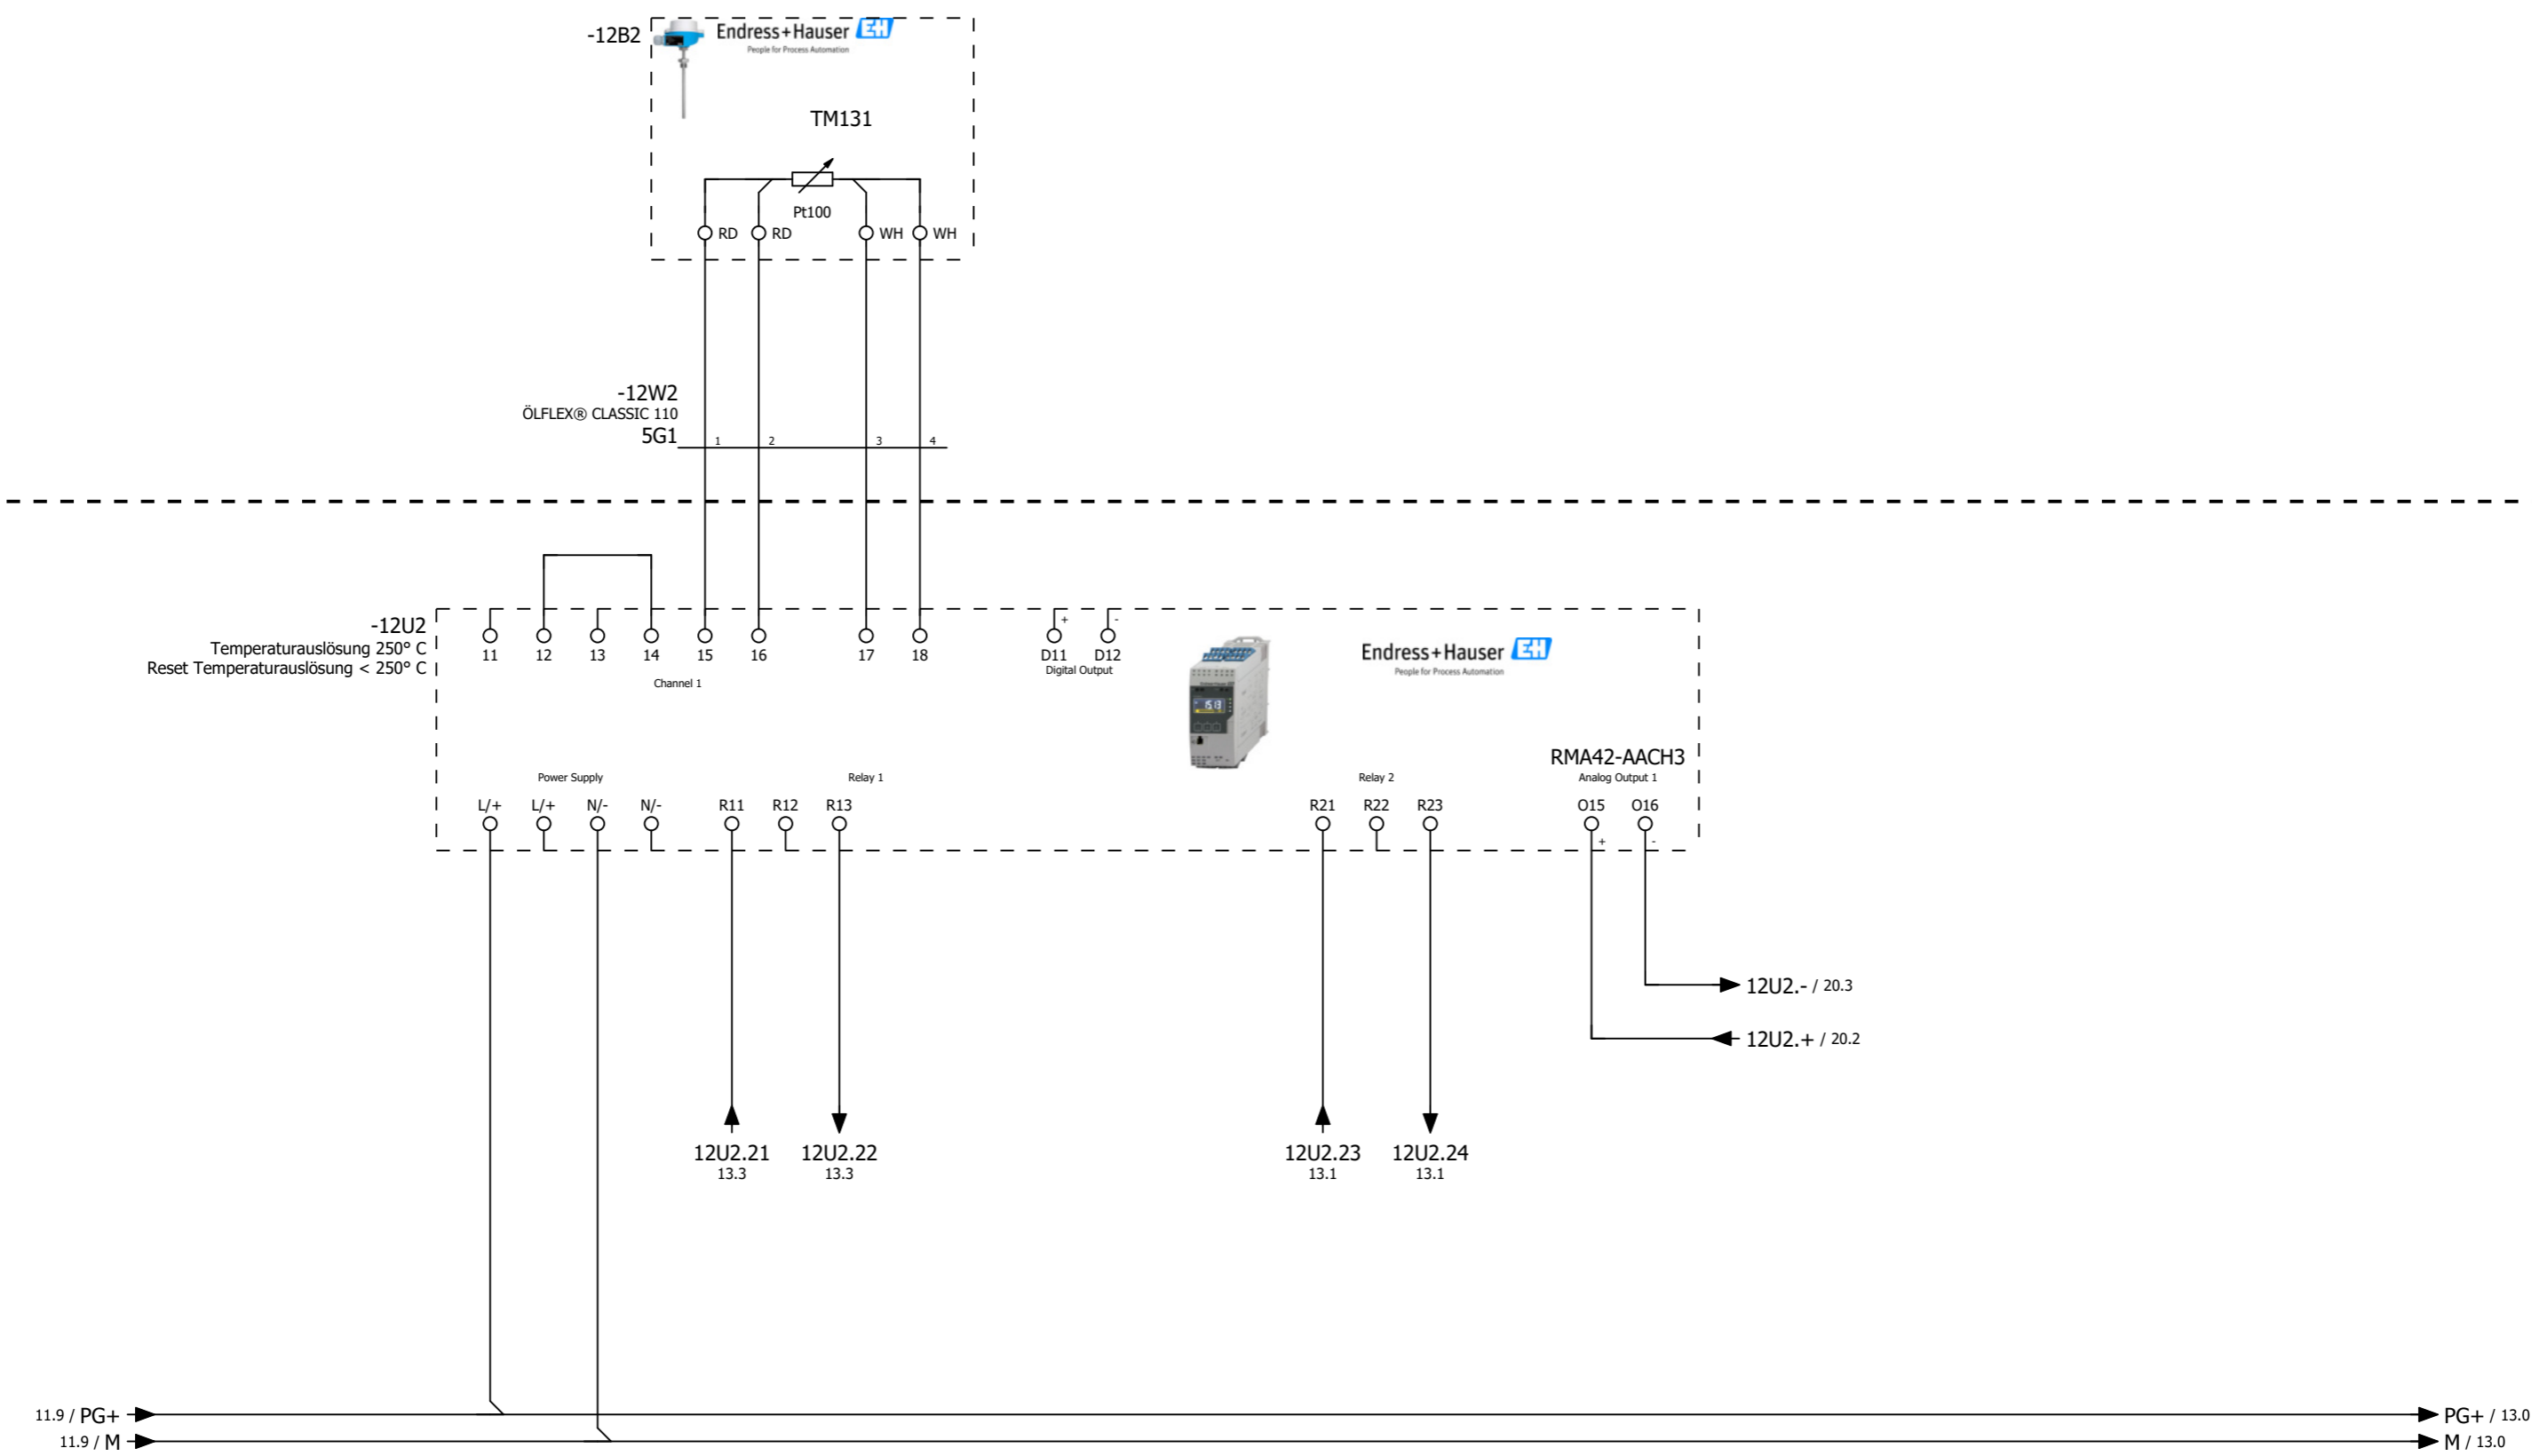 -12B2
Endress+Hauser EH
People for Process Automation
TM131
Pt100
RD RD WH WH
-12W2
ÖLFLEX® CLASSIC 110
5G1
1 2 3 4
-12U2
Temperaturauslösung 250° C
Reset Temperaturauslösung < 250° C
+ -
11 12 13 14 15 16 17 18 D11 D12
Channel 1
Digital Output
Endress+Hauser EH
People for Process Automation
RMA42-AACH3
Power Supply Relay 1 Relay 2 Analog Output 1
L/+ L/+ N/- N/- R11 R12 R13 R21 R22 R23 O15 O16
+ -
12U2.- / 20.3
12U2.+ / 20.2
12U2.21 12U2.22 12U2.23 12U2.24
13.3 13.3 13.1 13.1
11.9 / PG+ PG+ / 13.0
11.9 / M M / 13.0